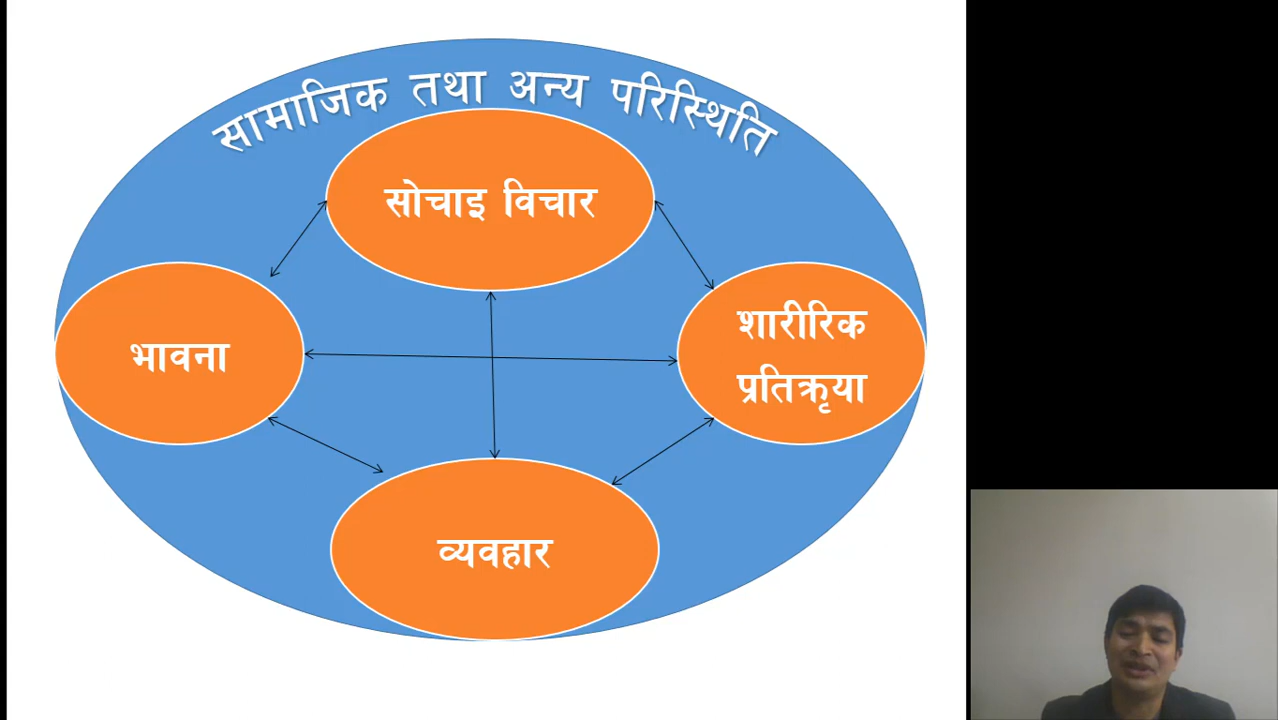 सामाजिक तथा अन्य परिस्थिति
सोचाइ विचार
भावना
शारीरिक
प्रतिक्रृया
व्यवहार